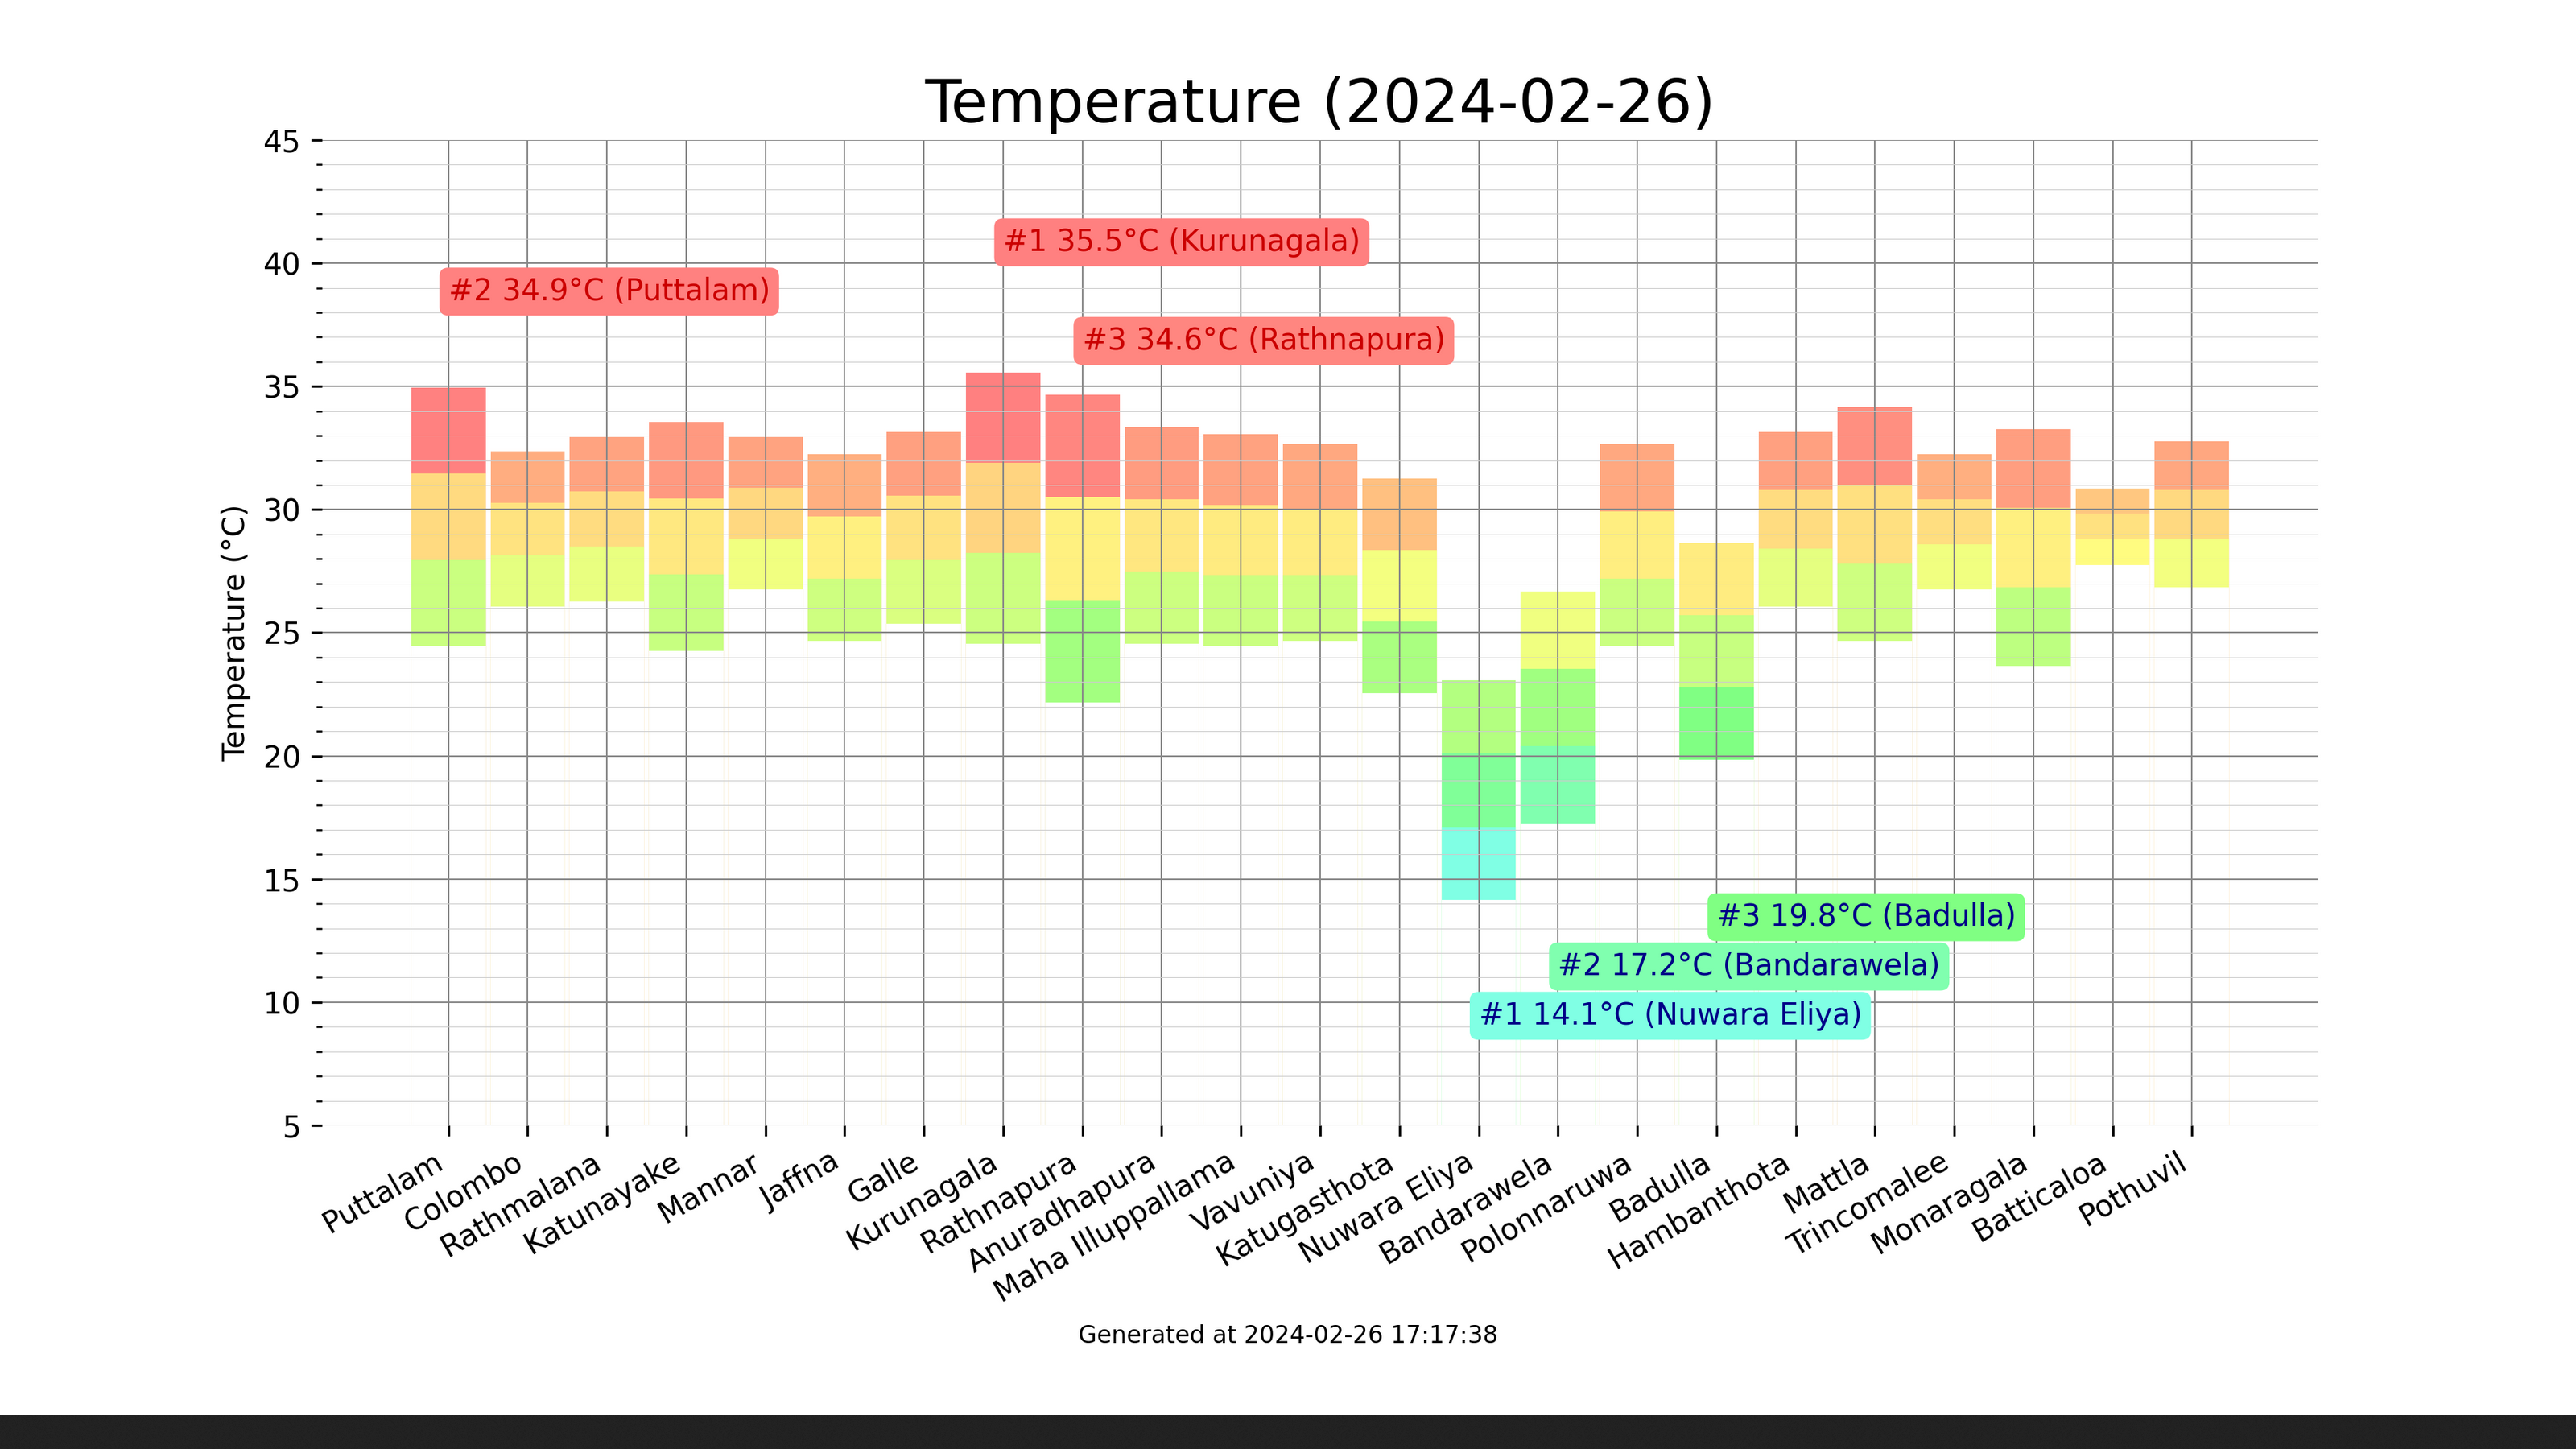 Temperature (2024-02-26)
45
40
35
30
25
20
15
10
5
Temperature (°C)
#1 35.5°C (Kurunagala)
#2 34.9°C (Puttalam)
#3 34.6°C (Rathnapura)
#3 19.8°C (Badulla)
#2 17.2°C (Bandarawela)
#1 14.1°C (Nuwara Eliya)
Puttalam
Colombo
Rathmalana
Katunayake
Mannar
Jaffna
Galle
Kurunagala
Rathnapura
Anuradhapura
Maha Illuppallama
Vavuniya
Katugasthota
Nuwara Eliya
Bandarawela
Polonnaruwa
Badulla
Hambanthota
Mattla
Trincomalee
Monaragala
Batticaloa
Pothuvil
Generated at 2024-02-26 17:17:38